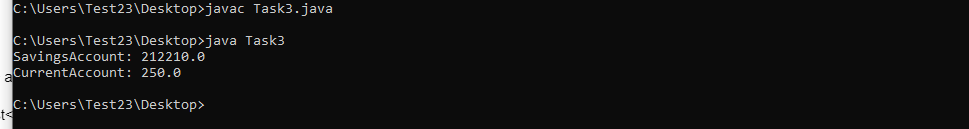 C:\Users\Test23\Desktop>javac Task3.java
C:\Users\Test23\Desktop>java Task3
SavingsAccount: 212210.0
a
CurrentAccount: 250.0
C:\Users\Test23\Desktop>
t<